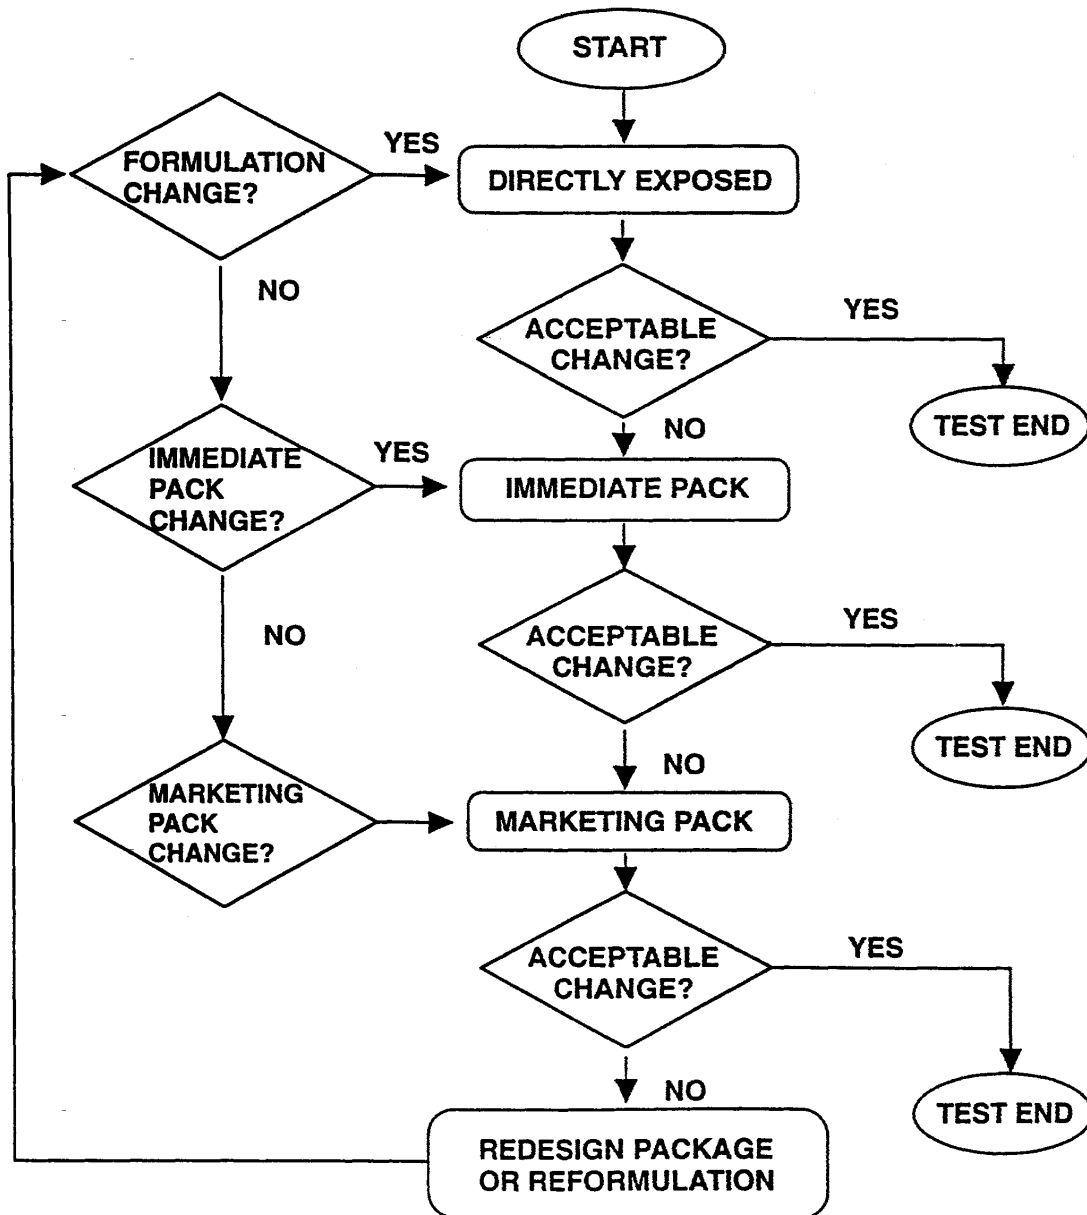 START
FORMULATION
CHANGE?
YES
DIRECTLY EXPOSED
NO
ACCEPTABLE
CHANGE?
YES
TEST END
NO
IMMEDIATE
PACK
CHANGE?
YES
IMMEDIATE PACK
NO
ACCEPTABLE
CHANGE?
YES
TEST END
NO
MARKETING
PACK
CHANGE?
MARKETING PACK
ACCEPTABLE
CHANGE?
YES
TEST END
NO
REDESIGN PACKAGE
OR REFORMULATION